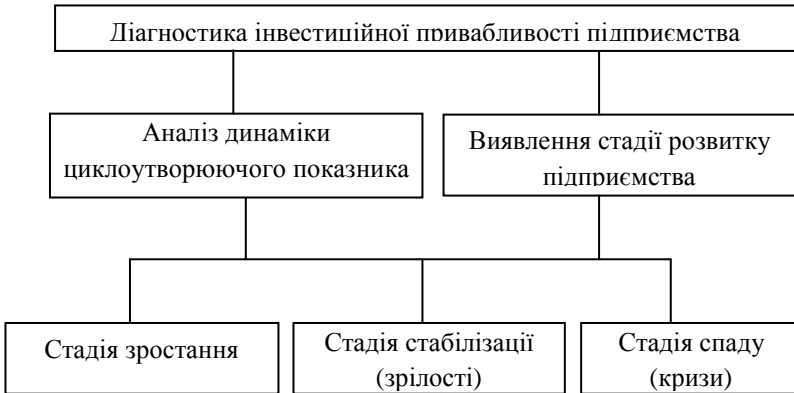 Діагностика інвестиційної привабливості підприємства
Аналіз динаміки
циклоутворюючого показника
Виявлення стадії розвитку
підприємства
Стадія зростання
Стадія стабілізації
(зрілості)
Стадія спаду
(кризи)